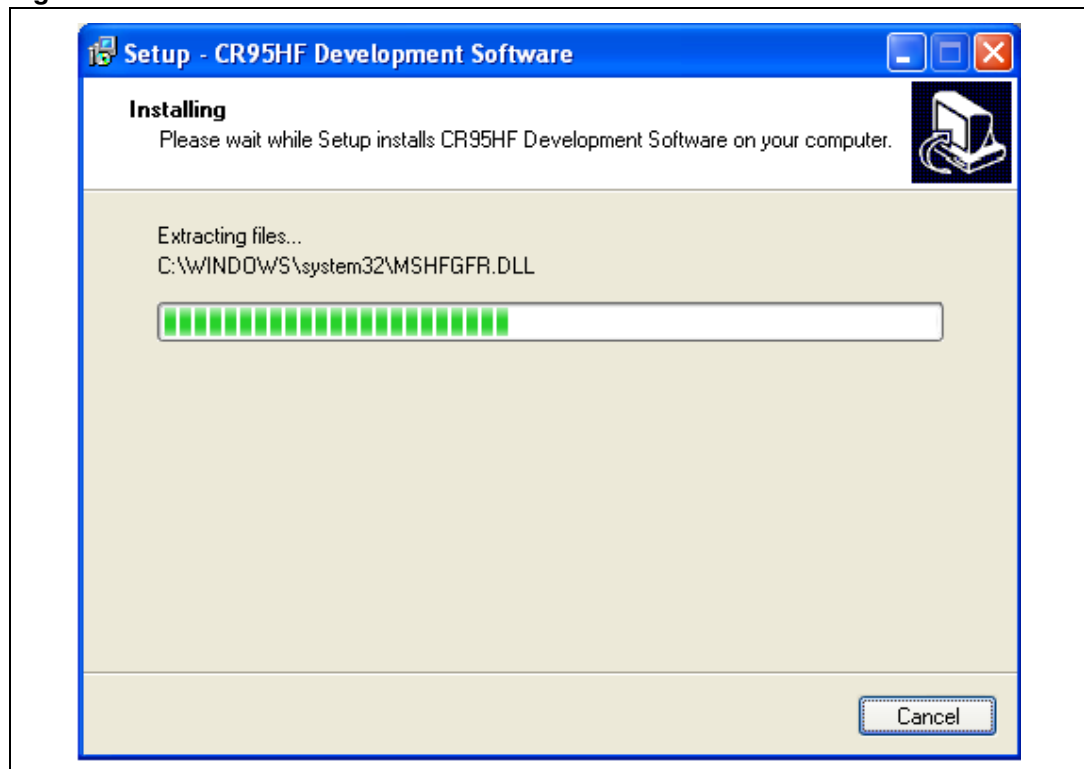 Setup - CR95HF Development Software
Installing
Please wait while Setup installs CR95HF Development Software on your computer.
Extracting files...
C:\WINDOWS\system32\MSHFGFR.DLL
Cancel